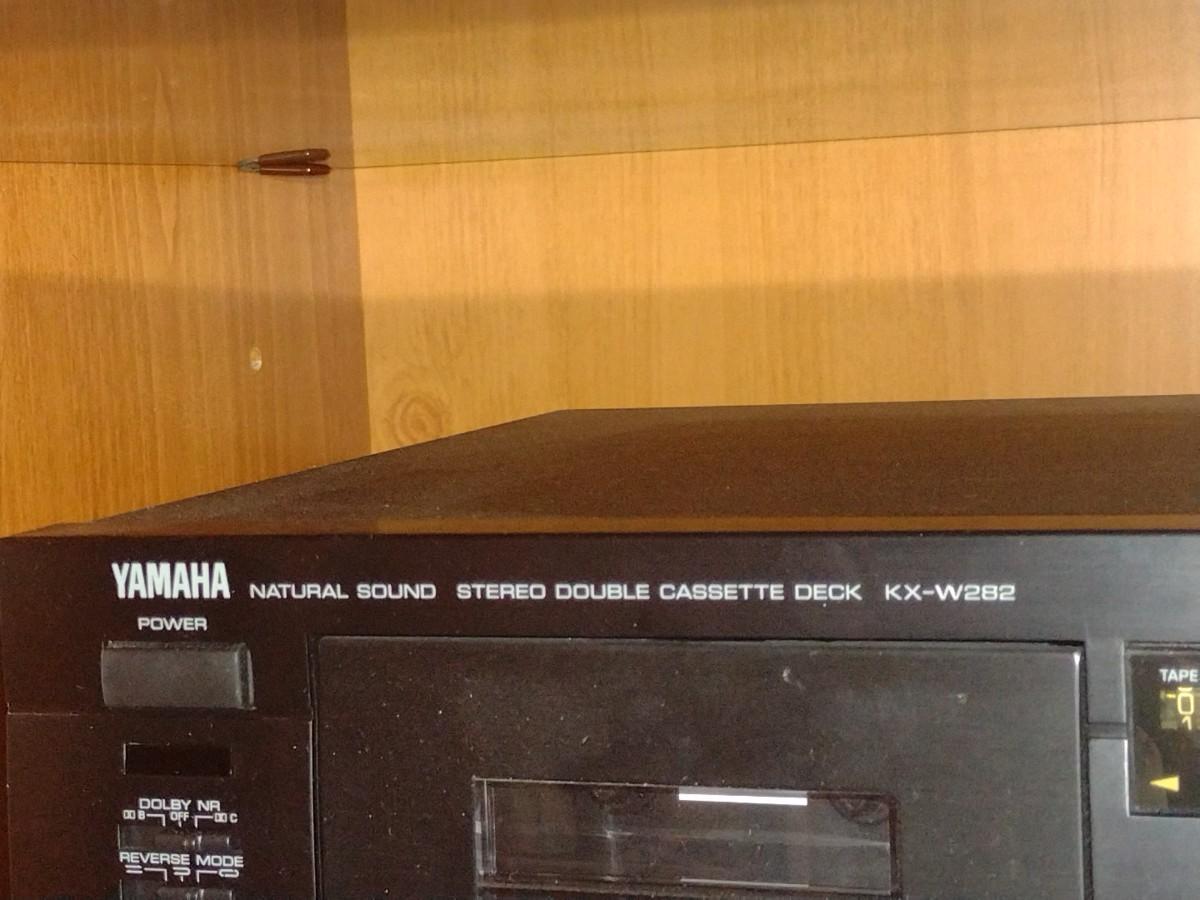 YAMAHA NATURAL SOUND STEREO DOUBLE CASSETTE DECK KX-W282
POWER
TAPE
DOLBY NR
B OFF C
REVERSE MODE